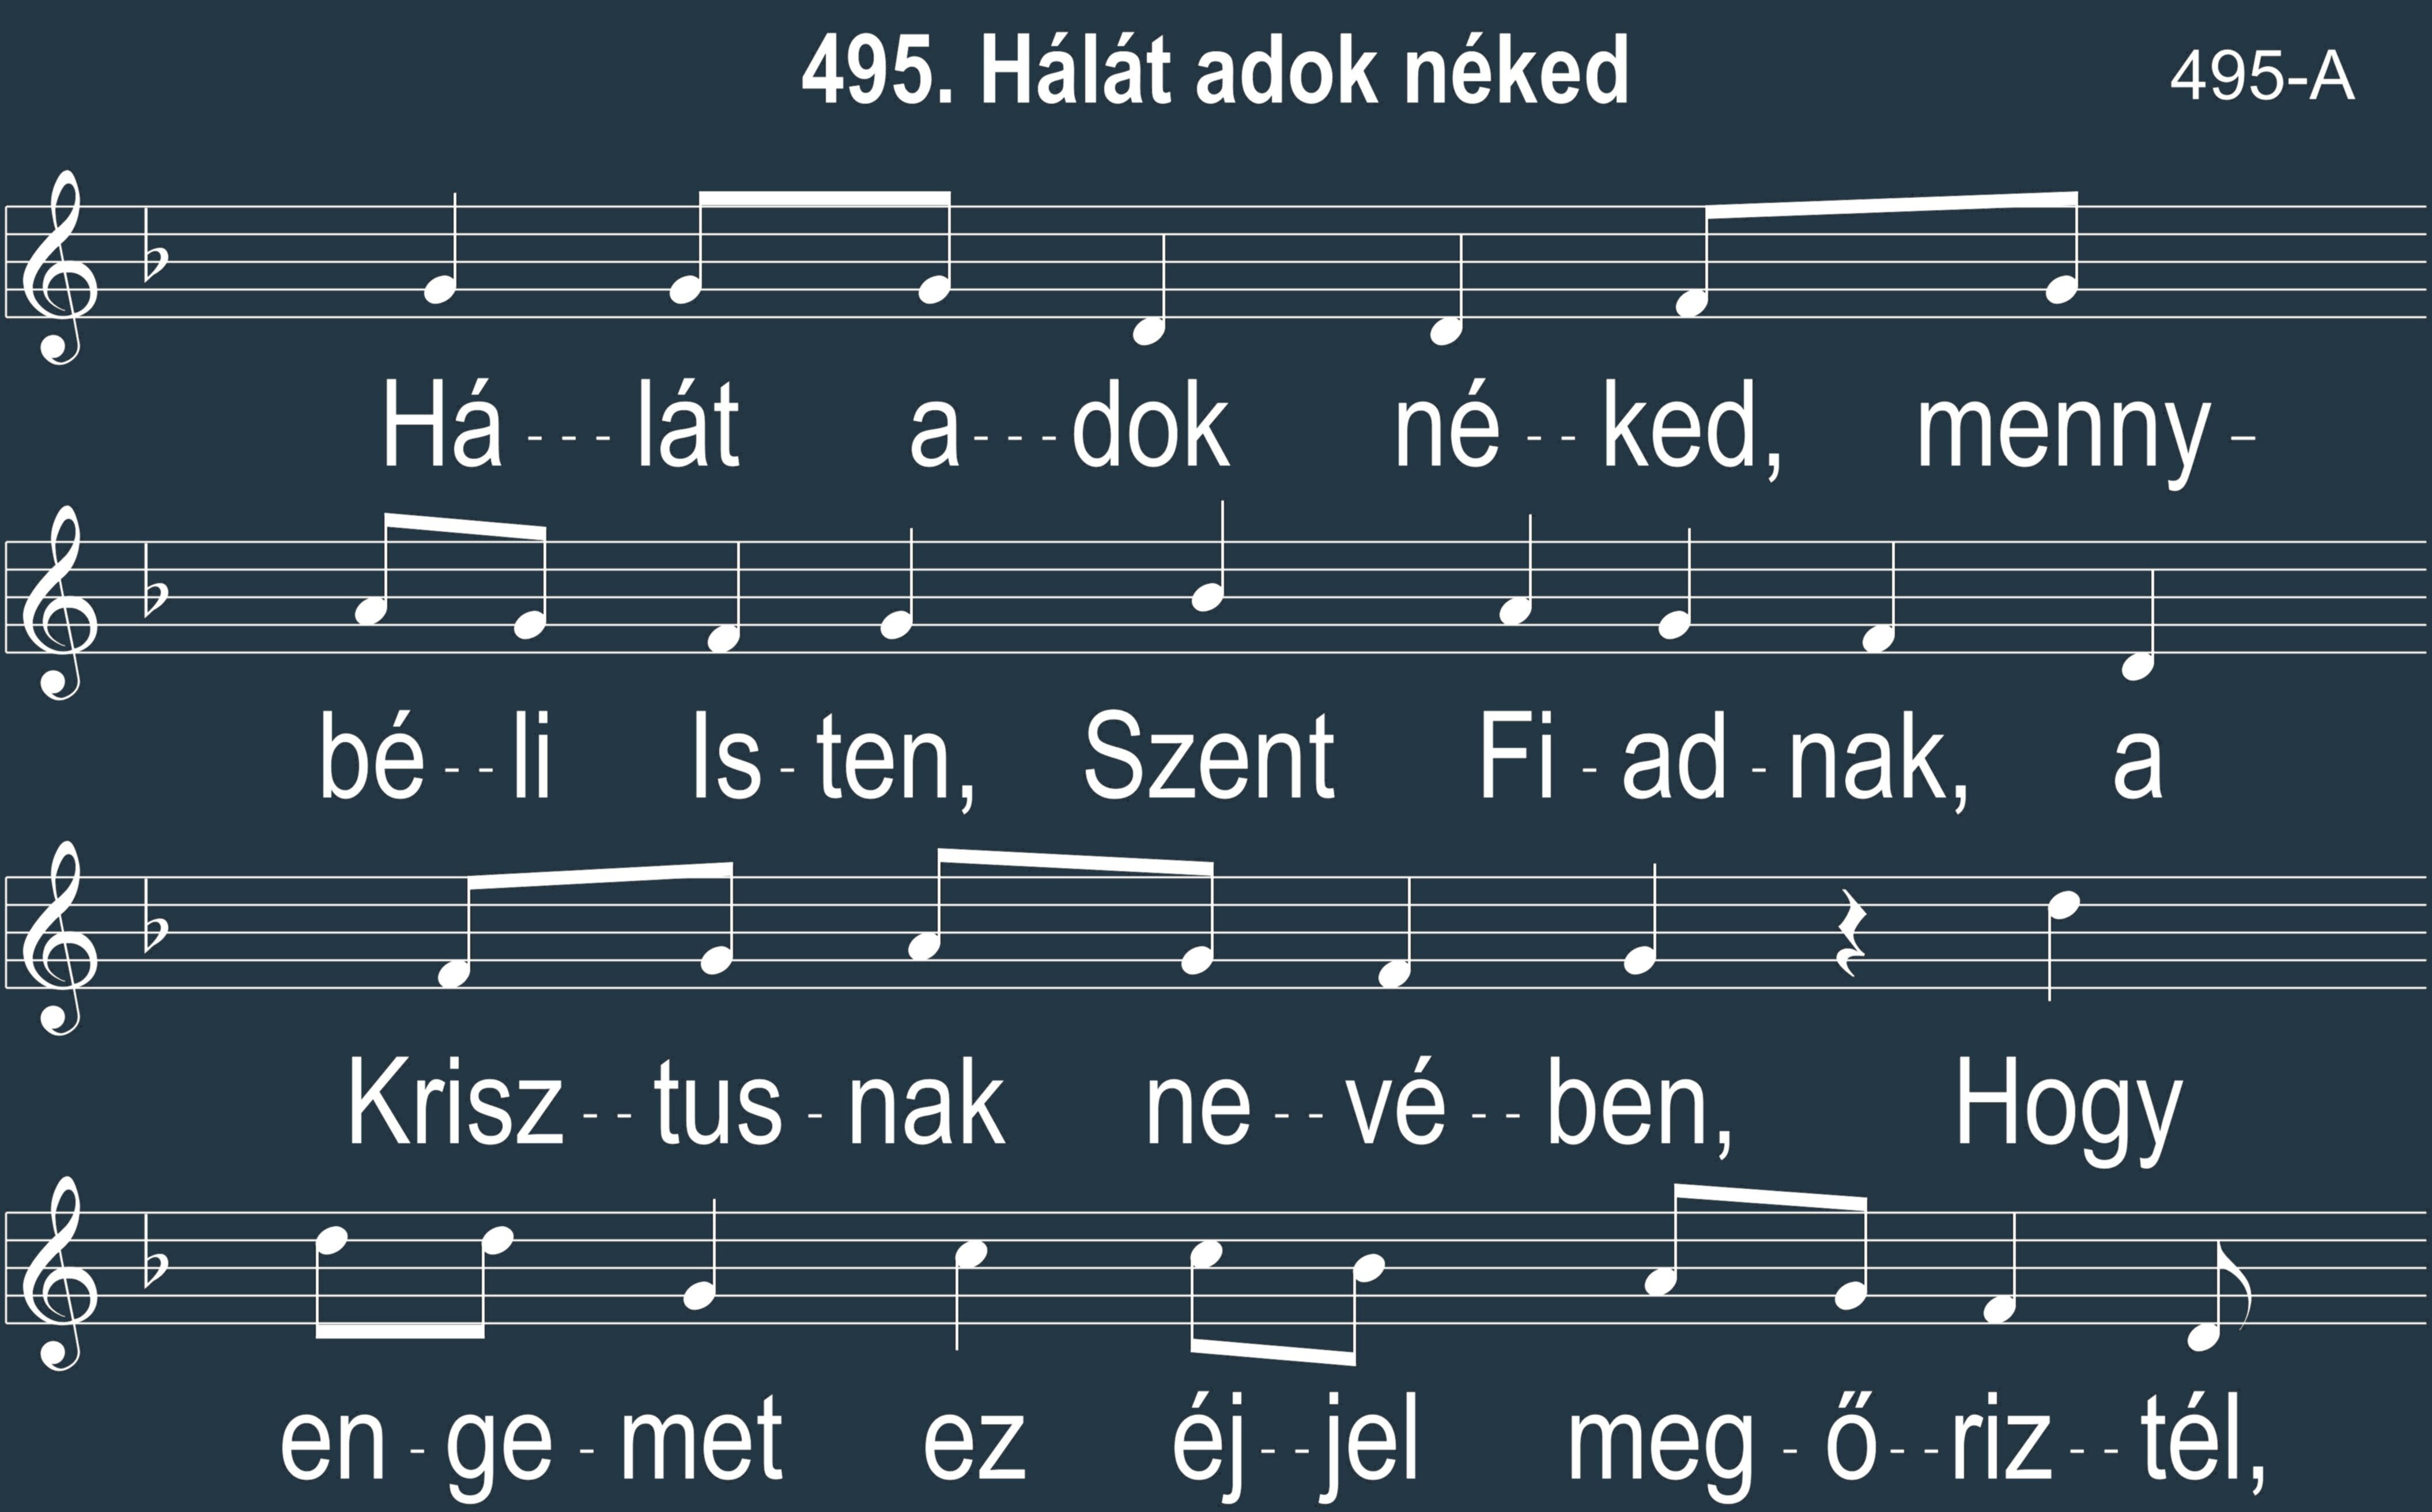 495. Hálát adok néked 495-A
Há---lát a---dok né--ked, menny-
bé--li Is-ten, Szent Fi-ad-nak, a
Krisz--tus-nak ne--vé--ben, Hogy
en-ge-met ez éj--jel meg-ő--riz--tél,